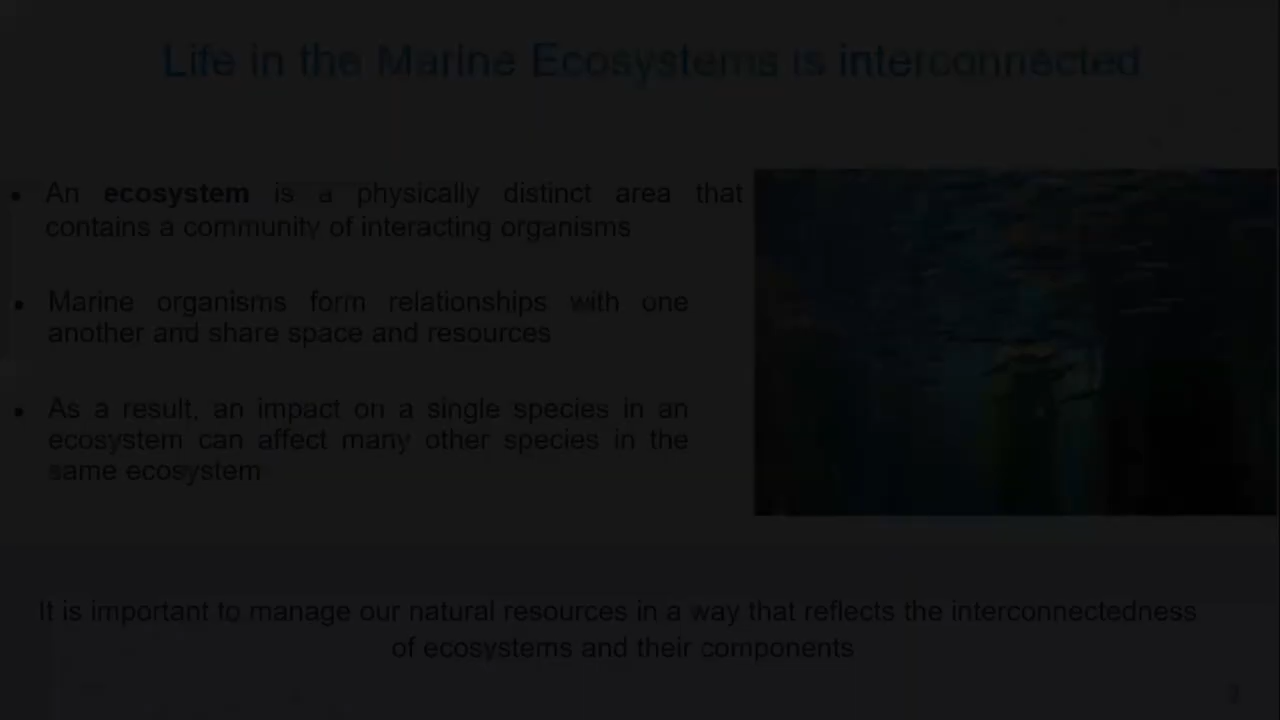 Life in the Marine Ecosystems is interconnected
• An ecosystem is a physically distinct area that
contains a community of interacting organisms
• Marine organisms form relationships with one
another and share space and resources
• As a result, an impact on a single species in an
ecosystem can affect many other species in the
same ecosystem
It is important to manage our natural resources in a way that reflects the interconnectedness
of ecosystems and their components